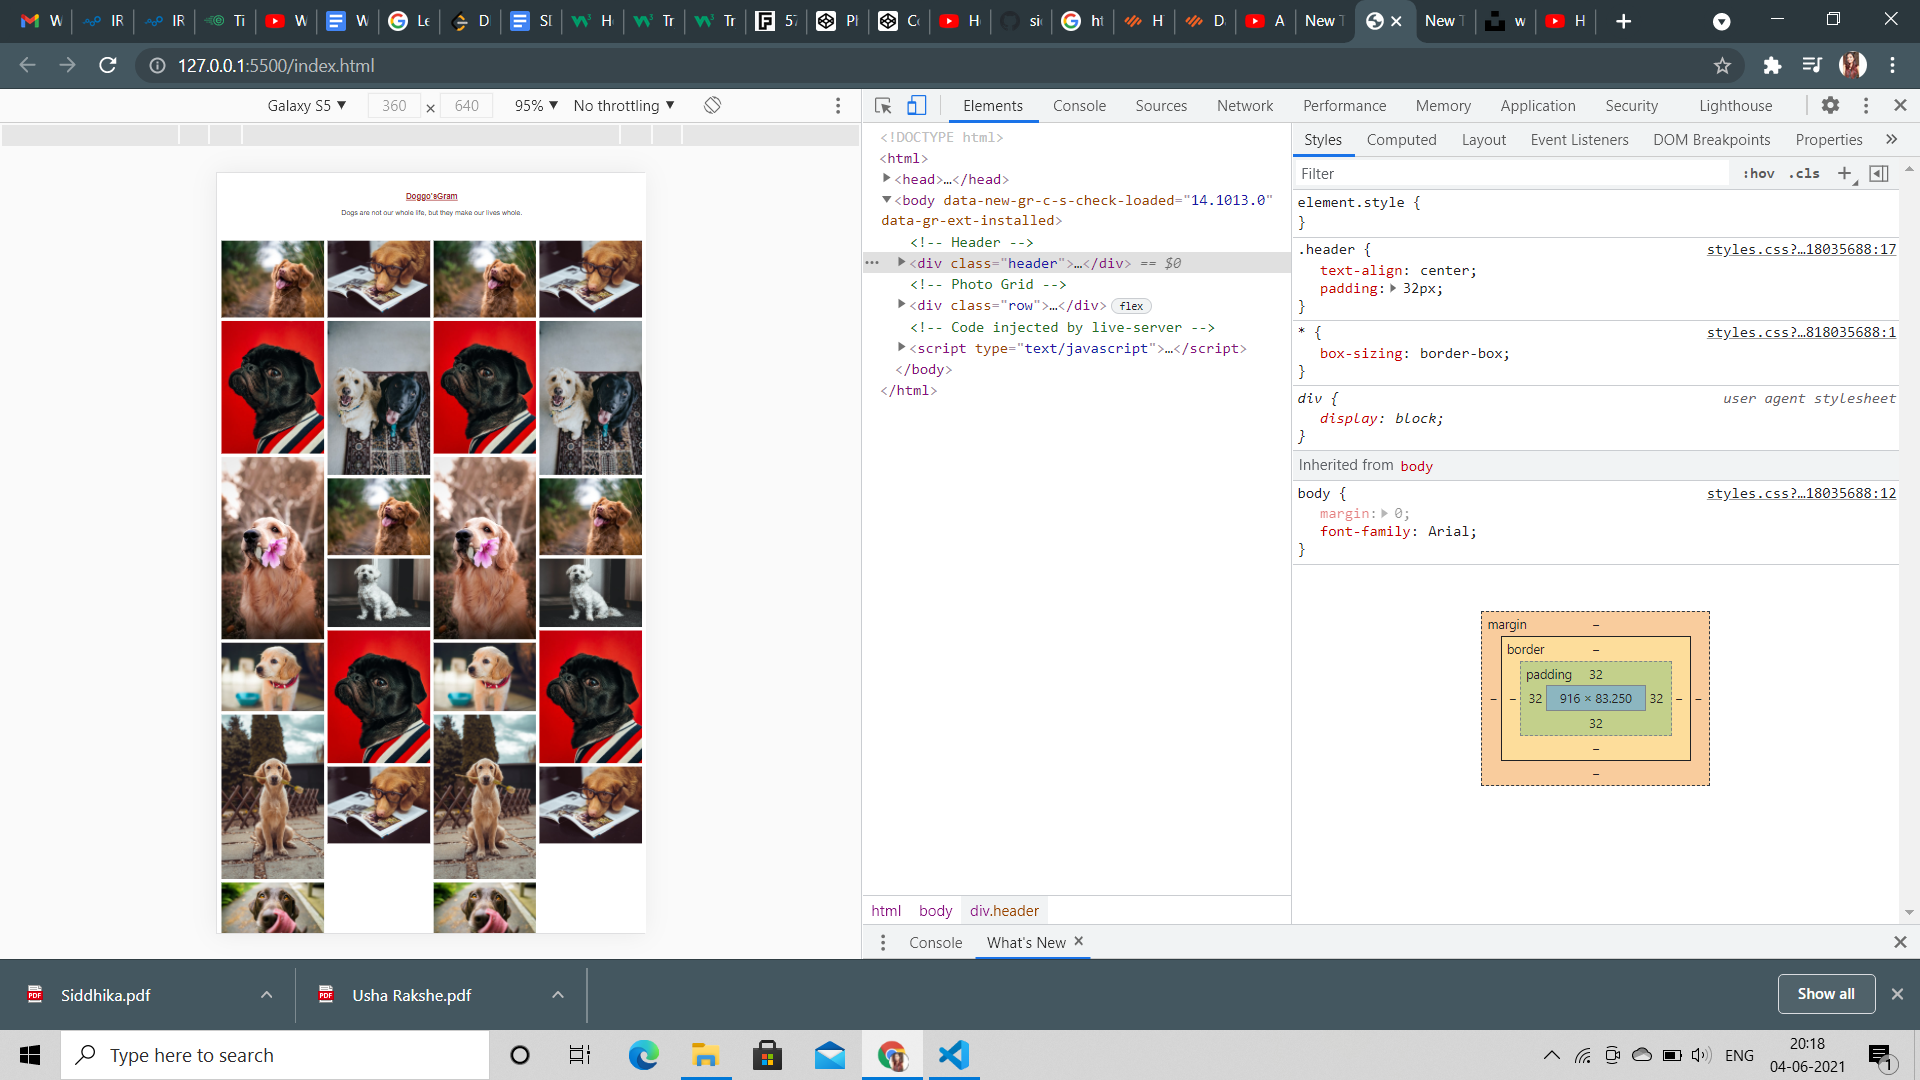 W
IR
IR
Ti
W
W
Le
D
SD
H
Tr
Tr
57
Pl
Co
H
sic
ht
H
D
A
New T
New T
w
H
127.0.0.1:5500/index.html
Galaxy S5 ▼ 360 × 640 95% ▼ No throttling ▼
Elements Console Sources Network Performance Memory Application Security Lighthouse
Doggo'sGram
Dogs are not our whole life, but they make our lives whole.
<!DOCTYPE html>
<html>
<head>…</head>
<body data-new-gr-c-s-check-loaded="14.1013.0"
data-gr-ext-installed>
<!-- Header -->
<div class="header">…</div> == $0
<!-- Photo Grid -->
<div class="row">…</div> flex
<!-- Code injected by live-server -->
<script type="text/javascript">…</script>
</body>
</html>
html body div.header
Styles Computed Layout Event Listeners DOM Breakpoints Properties »
Filter :hov .cls +
element.style {
}
.header { styles.css?…18035688:17
text-align: center;
padding: 32px;
}
* { styles.css?…818035688:1
box-sizing: border-box;
}
div { user agent stylesheet
display: block;
}
Inherited from body
body { styles.css?…18035688:12
margin: 0;
font-family: Arial;
}
margin –
border –
padding 32
– – 32 916 × 83.250 32 – –
32
–
–
Console What's New ×
PDF Siddhika.pdf PDF Usha Rakshe.pdf Show all
Type here to search
ENG
20:18
04-06-2021
1